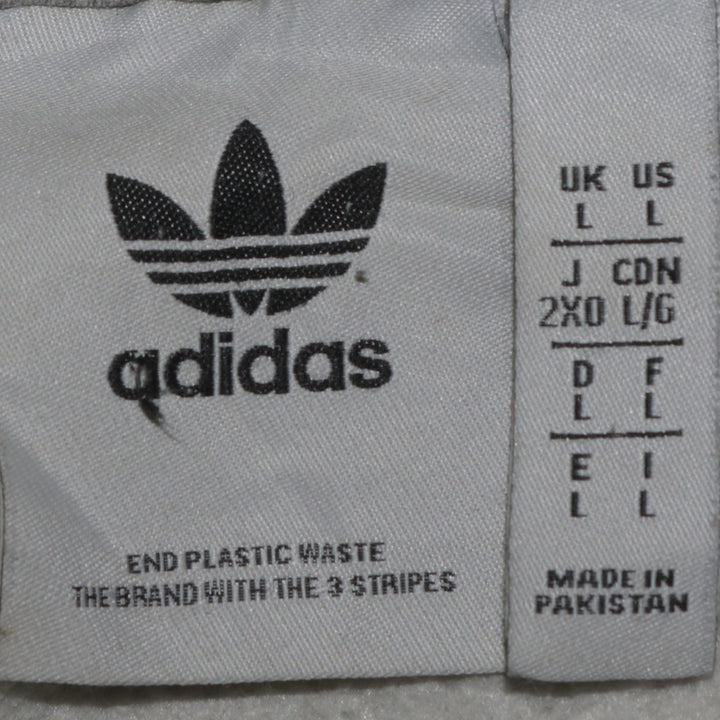 adidas
END PLASTIC WASTE
THE BRAND WITH THE 3 STRIPES
UK US
L L
J CDN
2XO L/G
D F
L L
E I
L L
MADE IN
PAKISTAN